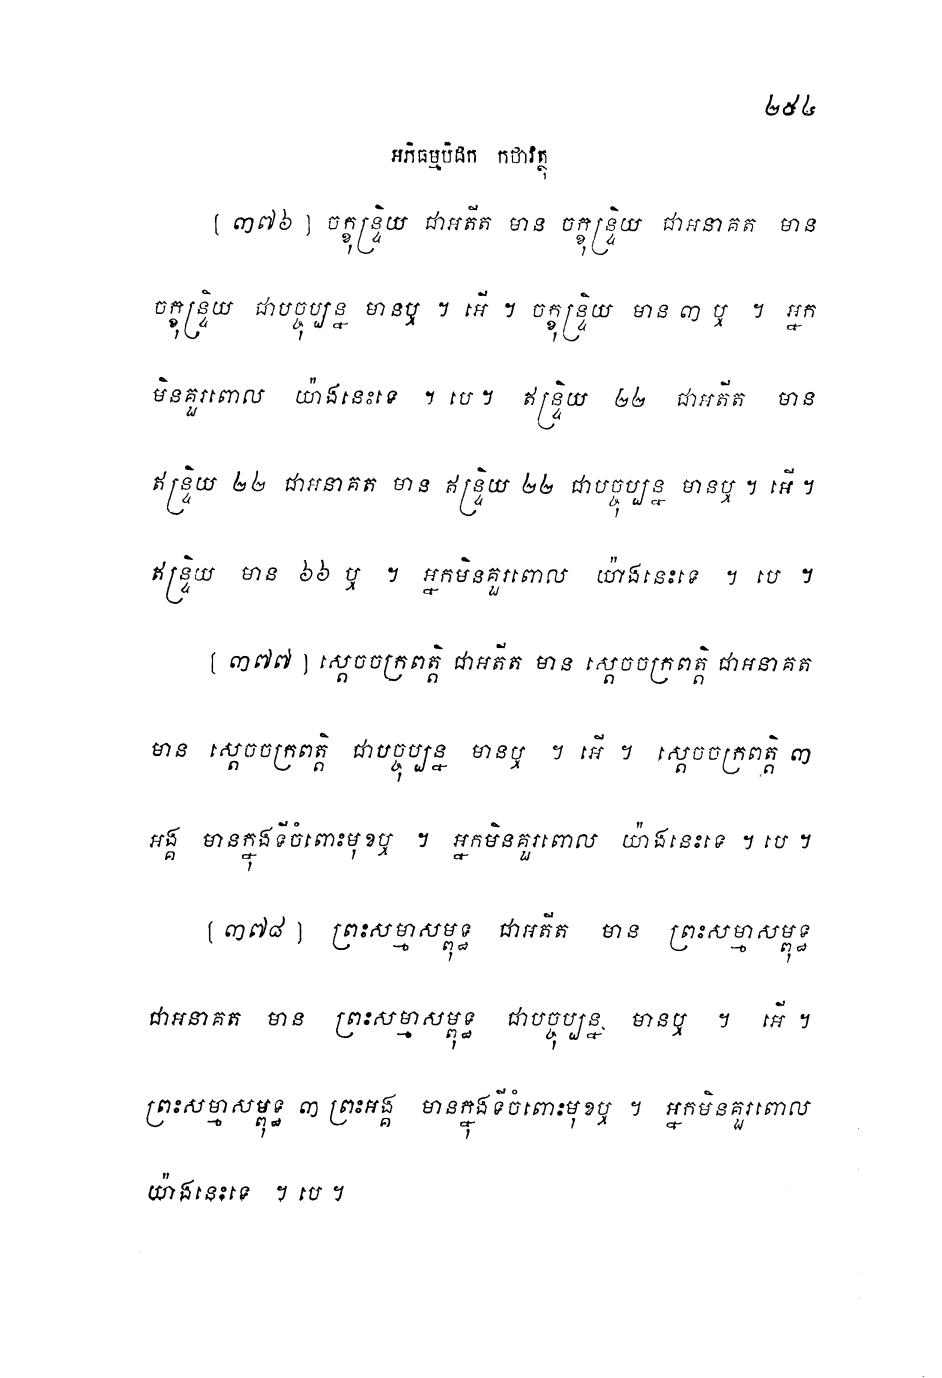 ២៩៤
អភិធម្មបិដក កថាវត្ថុ
[ ៣៧៦ ] ចក្ខុន្ទ្រិយ ជាអតីត មាន ចក្ខុន្ទ្រិយ ជាអនាគត មាន
ចក្ខុន្ទ្រិយ ជាបច្ចុប្បន្ន មានឬ ។ អើ ។ ចក្ខុន្ទ្រិយ មាន ៣ ឬ ។ អ្នក
មិនគួរពោល យ៉ាងនេះទេ ។ បេ ។ ឥន្ទ្រិយ ២២ ជាអតីត មាន
ឥន្ទ្រិយ ២២ ជាអនាគត មាន ឥន្ទ្រិយ ២២ ជាបច្ចុប្បន្ន មានឬ ។ អើ ។
ឥន្ទ្រិយ មាន ៦៦ ឬ ។ អ្នកមិនគួរពោល យ៉ាងនេះទេ ។ បេ ។
[ ៣៧៧ ] ស្តេចចក្រពត្តិ ជាអតីត មាន ស្តេចចក្រពត្តិ ជាអនាគត
មាន ស្តេចចក្រពត្តិ ជាបច្ចុប្បន្ន មានឬ ។ អើ ។ ស្តេចចក្រពត្តិ ៣
អង្គ មានក្នុងទីចំពោះមុខឬ ។ អ្នកមិនគួរពោល យ៉ាងនេះទេ ។ បេ ។
[ ៣៧៨ ] ព្រះសម្មាសម្ពុទ្ធ ជាអតីត មាន ព្រះសម្មាសម្ពុទ្ធ
ជាអនាគត មាន ព្រះសម្មាសម្ពុទ្ធ ជាបច្ចុប្បន្ន មានឬ ។ អើ ។
ព្រះសម្មាសម្ពុទ្ធ ៣ ព្រះអង្គ មានក្នុងទីចំពោះមុខឬ ។ អ្នកមិនគួរពោល
យ៉ាងនេះទេ ។ បេ ។